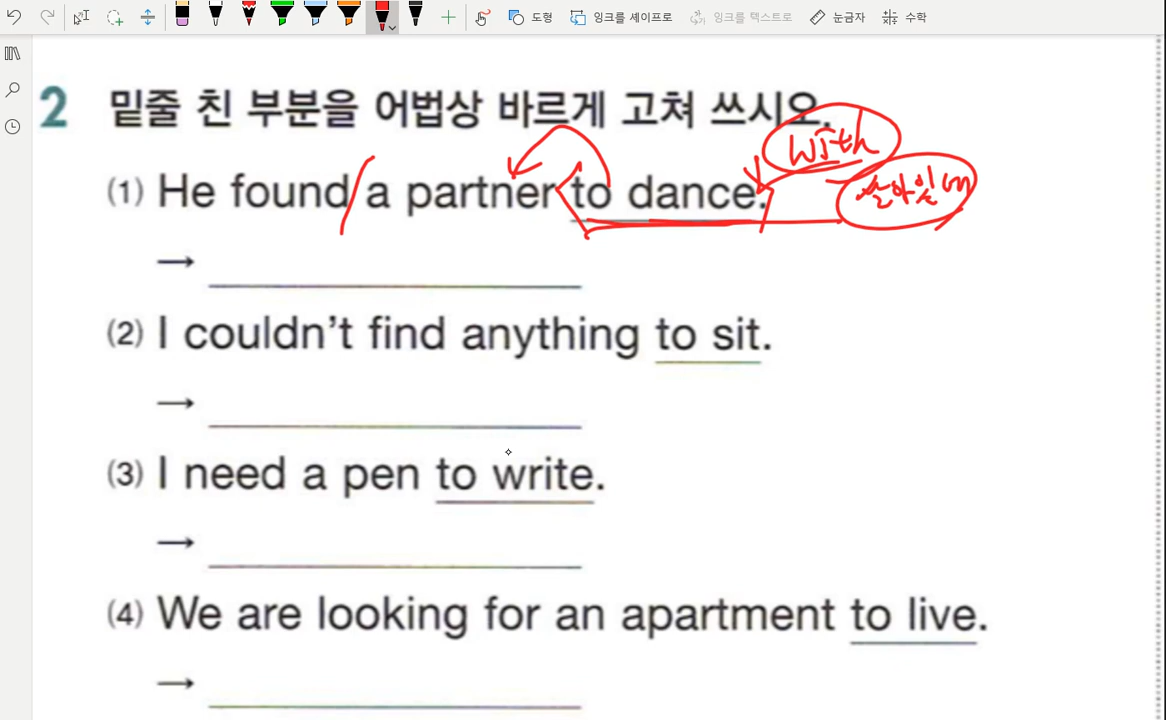 도형 잉크를 셰이프로 잉크를 텍스트로 눈금자 수학
2 밑줄 친 부분을 어법상 바르게 고쳐 쓰시오.
with
(1) He found a partner to dance.
→
(2) I couldn't find anything to sit.
→
(3) I need a pen to write.
→
(4) We are looking for an apartment to live.
→